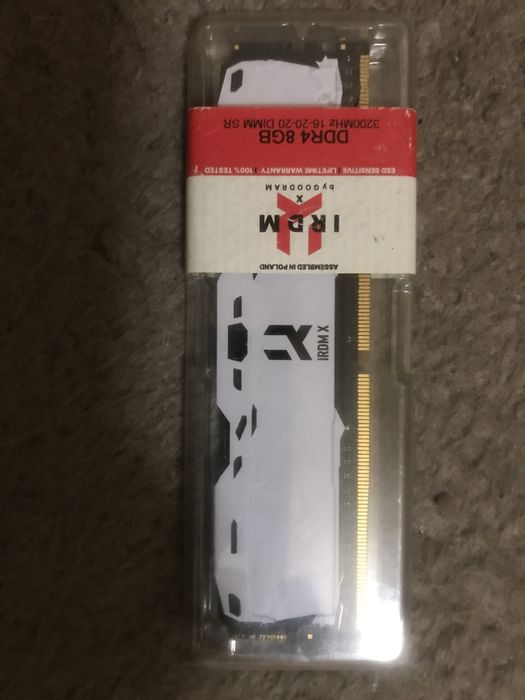 ASSEMBLED IN POLAND
IRDM
X
by GOODRAM
ESD SENSITIVE | LIFETIME WARRANTY | 100% TESTED
DDR4 8GB
3200MHz 16-20-20 DIMM SR
IRDM X